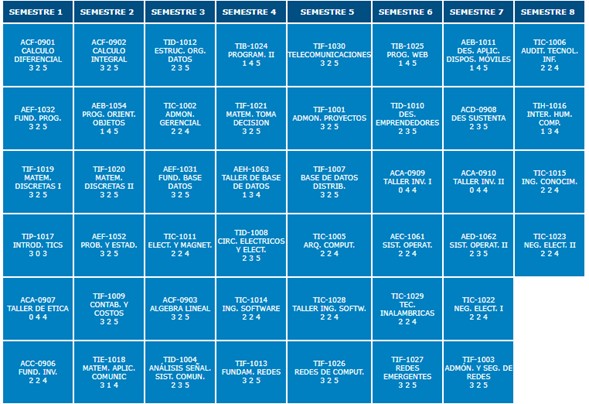 SEMESTRE 1 SEMESTRE 2 SEMESTRE 3 SEMESTRE 4 SEMESTRE 5 SEMESTRE 6 SEMESTRE 7 SEMESTRE 8
ACF-0901
CALCULO
DIFERENCIAL
3 2 5
ACF-0902
CALCULO
INTEGRAL
3 2 5
TID-1012
ESTRUC. ORG.
DATOS
2 3 5
TIB-1024
PROGRAM. II
1 4 5
TIF-1030
TELECOMUNICACIONES
3 2 5
TIB-1025
PROG. WEB
1 4 5
AEB-1011
DES. APLIC.
DISPOS. MÓVILES
1 4 5
TIC-1006
AUDIT. TECNOL.
INF.
2 2 4
AEF-1032
FUND. PROG.
3 2 5
AEB-1054
PROG. ORIENT.
OBJETOS
1 4 5
TIC-1002
ADMON.
GERENCIAL
2 2 4
TIF-1021
MATEM. TOMA
DECISION
3 2 5
TIF-1001
ADMON. PROYECTOS
3 2 5
TID-1010
DES.
EMPRENDEDORES
2 3 5
ACD-0908
DES SUSTENTA
2 3 5
TIH-1016
INTER. HUM.
COMP.
1 3 4
TIF-1019
MATEM.
DISCRETAS I
3 2 5
TIF-1020
MATEM.
DISCRETAS II
3 2 5
AEF-1031
FUND. BASE
DATOS
3 2 5
AEH-1063
TALLER DE BASE
DE DATOS
1 3 4
TIF-1007
BASE DE DATOS
DISTRIB.
3 2 5
ACA-0909
TALLER INV. I
0 4 4
ACA-0910
TALLER INV. II
0 4 4
TIC-1015
ING. CONOCIM.
2 2 4
TIP-1017
INTROD. TICS
3 0 3
AEF-1052
PROB. Y ESTAD.
3 2 5
TIC-1011
ELECT. Y MAGNET.
2 2 4
TID-1008
CIRC. ELECTRICOS
Y ELECT.
2 3 5
TIC-1005
ARQ. COMPUT.
2 2 4
AEC-1061
SIST. OPERAT.
2 2 4
AED-1062
SIST. OPERAT. II
2 3 5
TIC-1023
NEG. ELECT. II
2 2 4
ACA-0907
TALLER DE ETICA
0 4 4
TIF-1009
CONTAB. Y
COSTOS
3 2 5
ACF-0903
ALGEBRA LINEAL
3 2 5
TIC-1014
ING. SOFTWARE
2 2 4
TIC-1028
TALLER ING. SOFTW.
2 2 4
TIC-1029
TEC.
INALAMBRICAS
2 2 4
TIC-1022
NEG. ELECT. I
2 2 4
ACC-0906
FUND. INV.
2 2 4
TIE-1018
MATEM. APLIC.
COMUNIC
3 1 4
TID-1004
ANÁLISIS SEÑAL.
SIST. COMUN.
2 3 5
TIF-1013
FUNDAM. REDES
3 2 5
TIF-1026
REDES DE COMPUT.
3 2 5
TIF-1027
REDES
EMERGENTES
3 2 5
TIF-1003
ADMÓN. Y SEG. DE
REDES
3 2 5